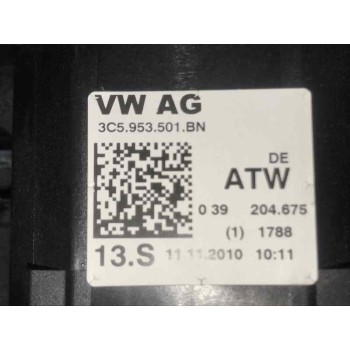 VW AG
3C5.953.501.BN
DE
ATW
0 39 204.675
(1) 1788
13.S 11.11.2010 10:11